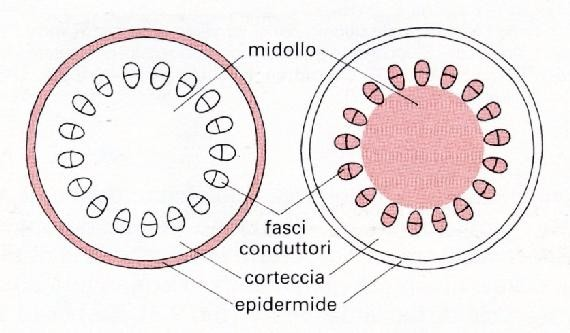 midollo
fasci
conduttori
corteccia
epidermide